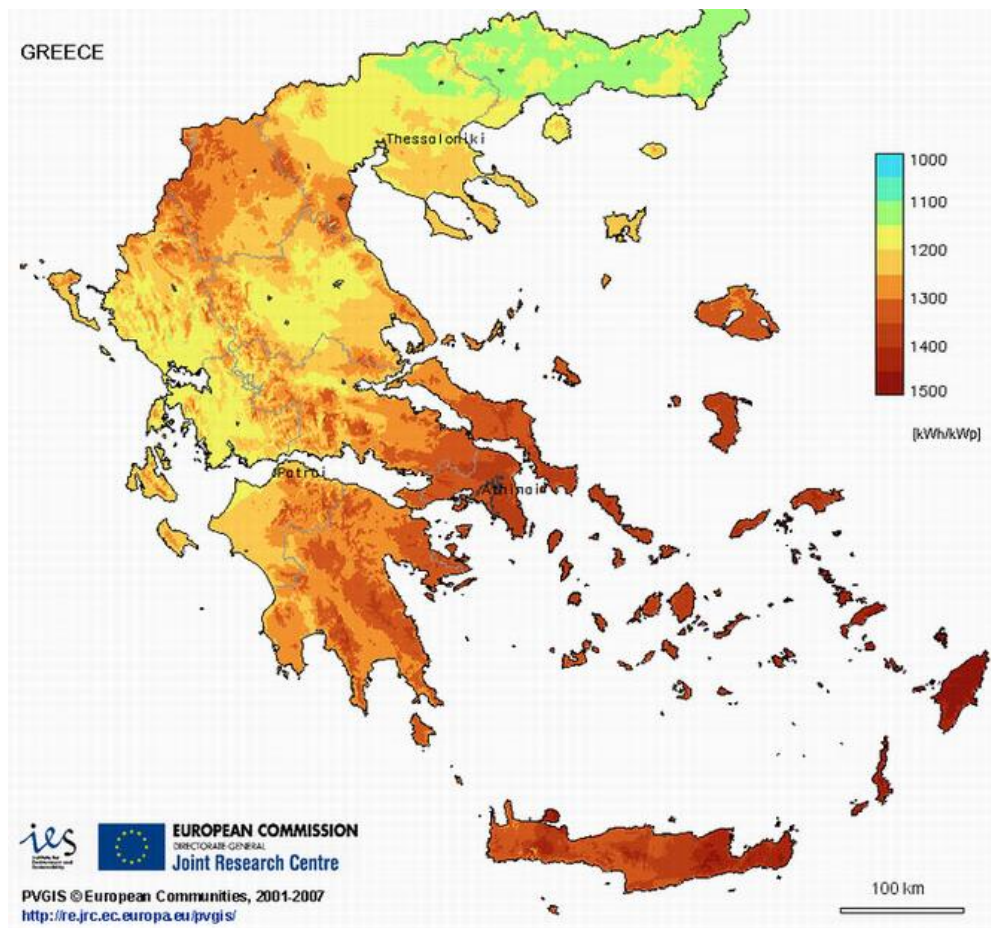 GREECE
Thessaloniki
1000
1100
1200
1300
1400
1500
[kWh/kWp]
Patrai
Athinai
ies
EUROPEAN COMMISSION
DIRECTORATE-GENERAL
Joint Research Centre
PVGIS © European Communities, 2001-2007
http://re.jrc.ec.europa.eu/pvgis/
100 km